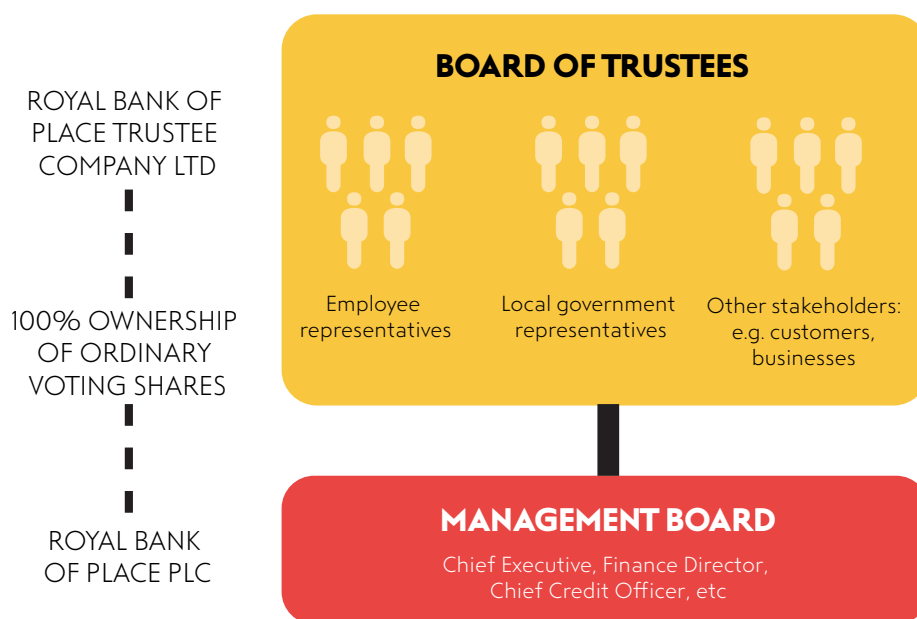 BOARD OF TRUSTEES
ROYAL BANK OF
PLACE TRUSTEE
COMPANY LTD
Employee
representatives
Local government
representatives
Other stakeholders:
e.g. customers,
businesses
100% OWNERSHIP
OF ORDINARY
VOTING SHARES
MANAGEMENT BOARD
Chief Executive, Finance Director,
Chief Credit Officer, etc
ROYAL BANK
OF PLACE PLC